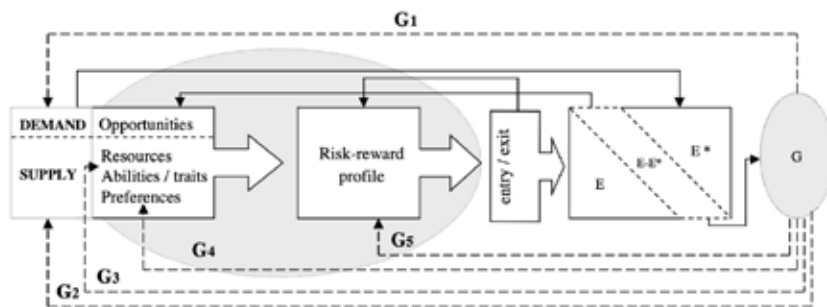 G1
DEMAND Opportunities
SUPPLY
Resources
Abilities / traits
Preferences
Risk-reward
profile
entry / exit
E
E-E*
E *
G
G4
G5
G3
G2